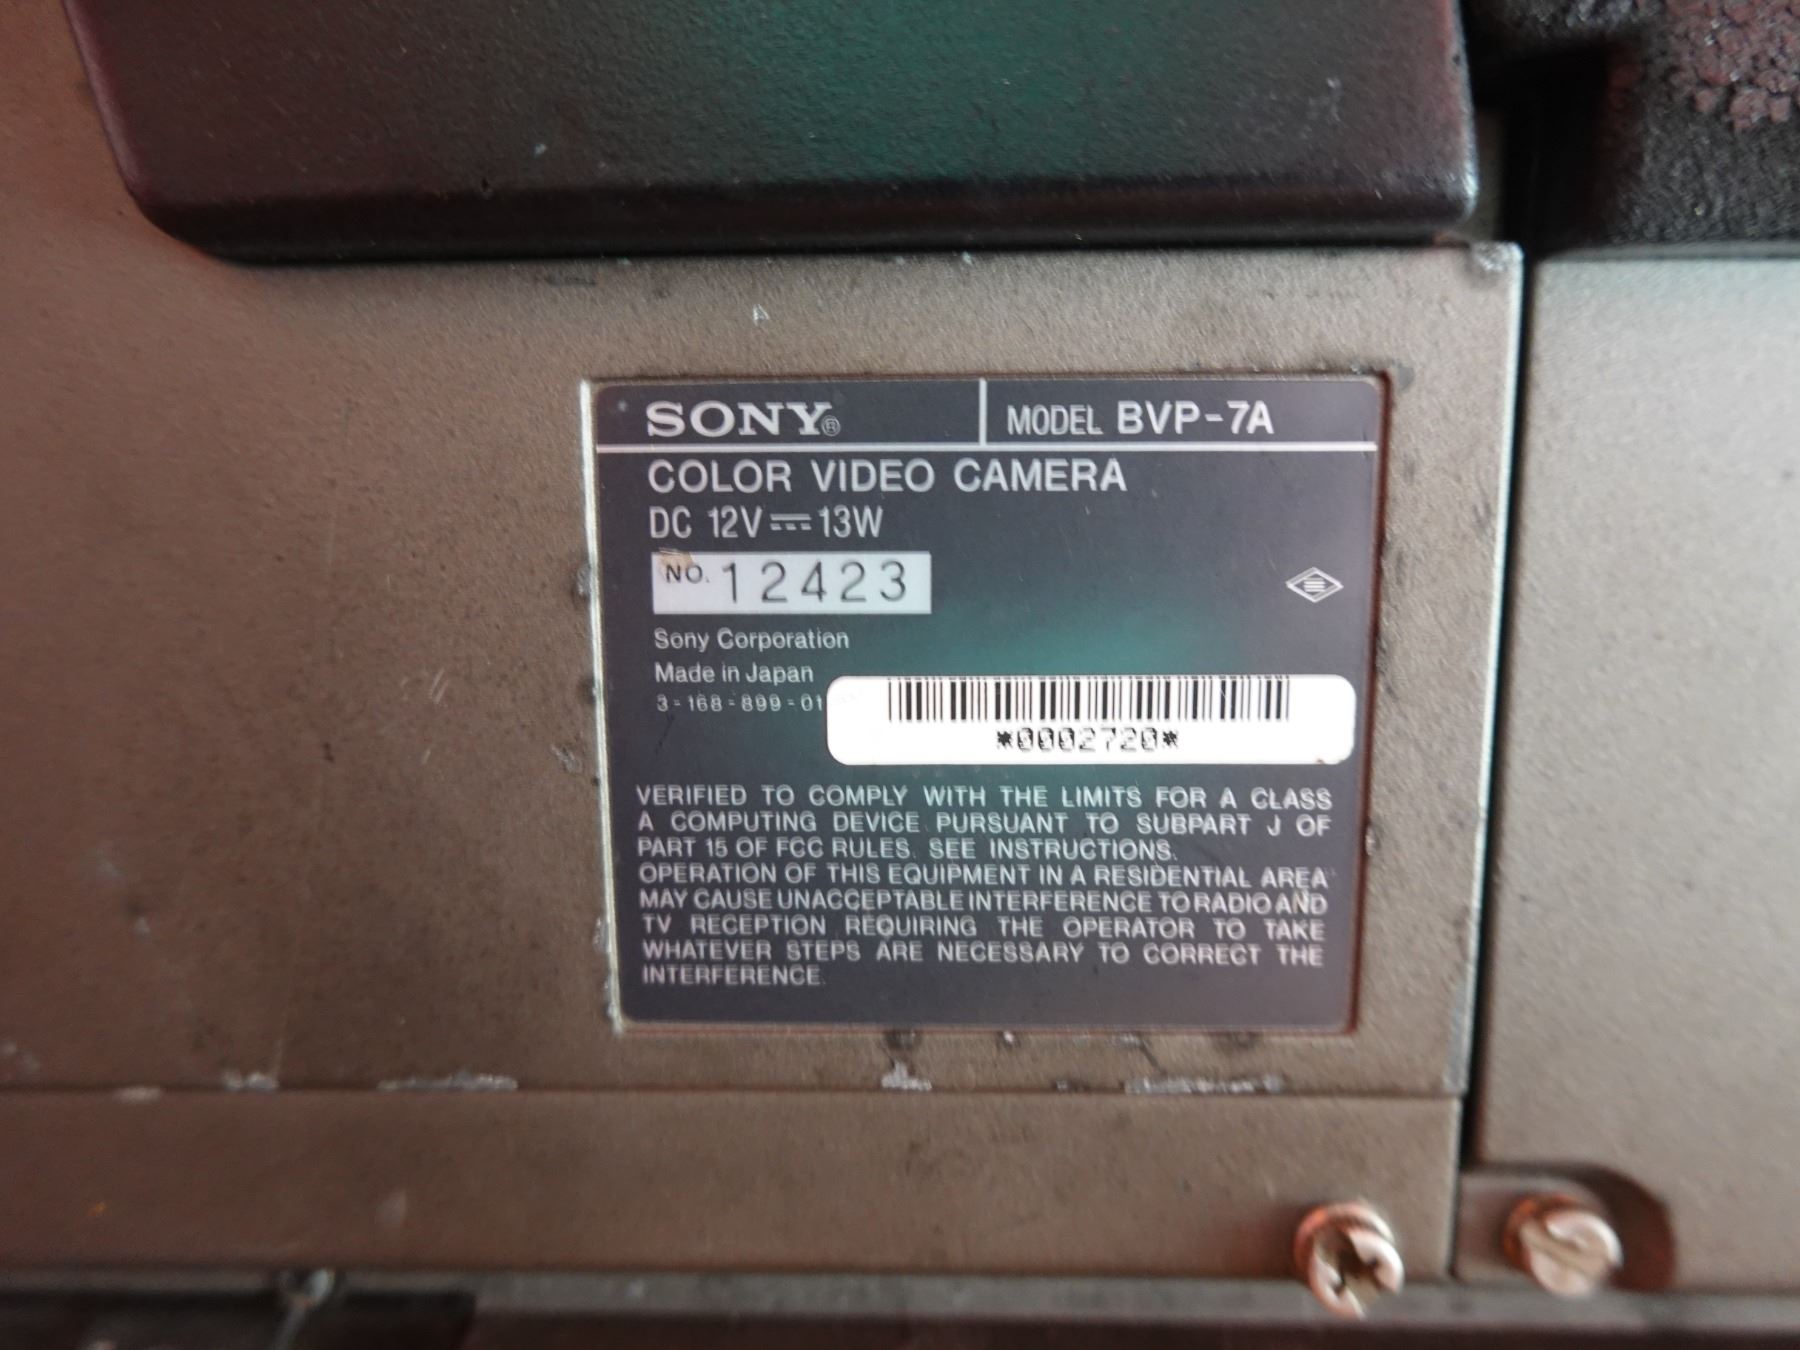 SONY® MODEL BVP-7A
COLOR VIDEO CAMERA
DC 12V ⎓ 13W
NO. 12423
Sony Corporation
Made in Japan
3-168-899-01
*0002720*
VERIFIED TO COMPLY WITH THE LIMITS FOR A CLASS
A COMPUTING DEVICE PURSUANT TO SUBPART J OF
PART 15 OF FCC RULES. SEE INSTRUCTIONS.
OPERATION OF THIS EQUIPMENT IN A RESIDENTIAL AREA
MAY CAUSE UNACCEPTABLE INTERFERENCE TO RADIO AND
TV RECEPTION REQUIRING THE OPERATOR TO TAKE
WHATEVER STEPS ARE NECESSARY TO CORRECT THE
INTERFERENCE.